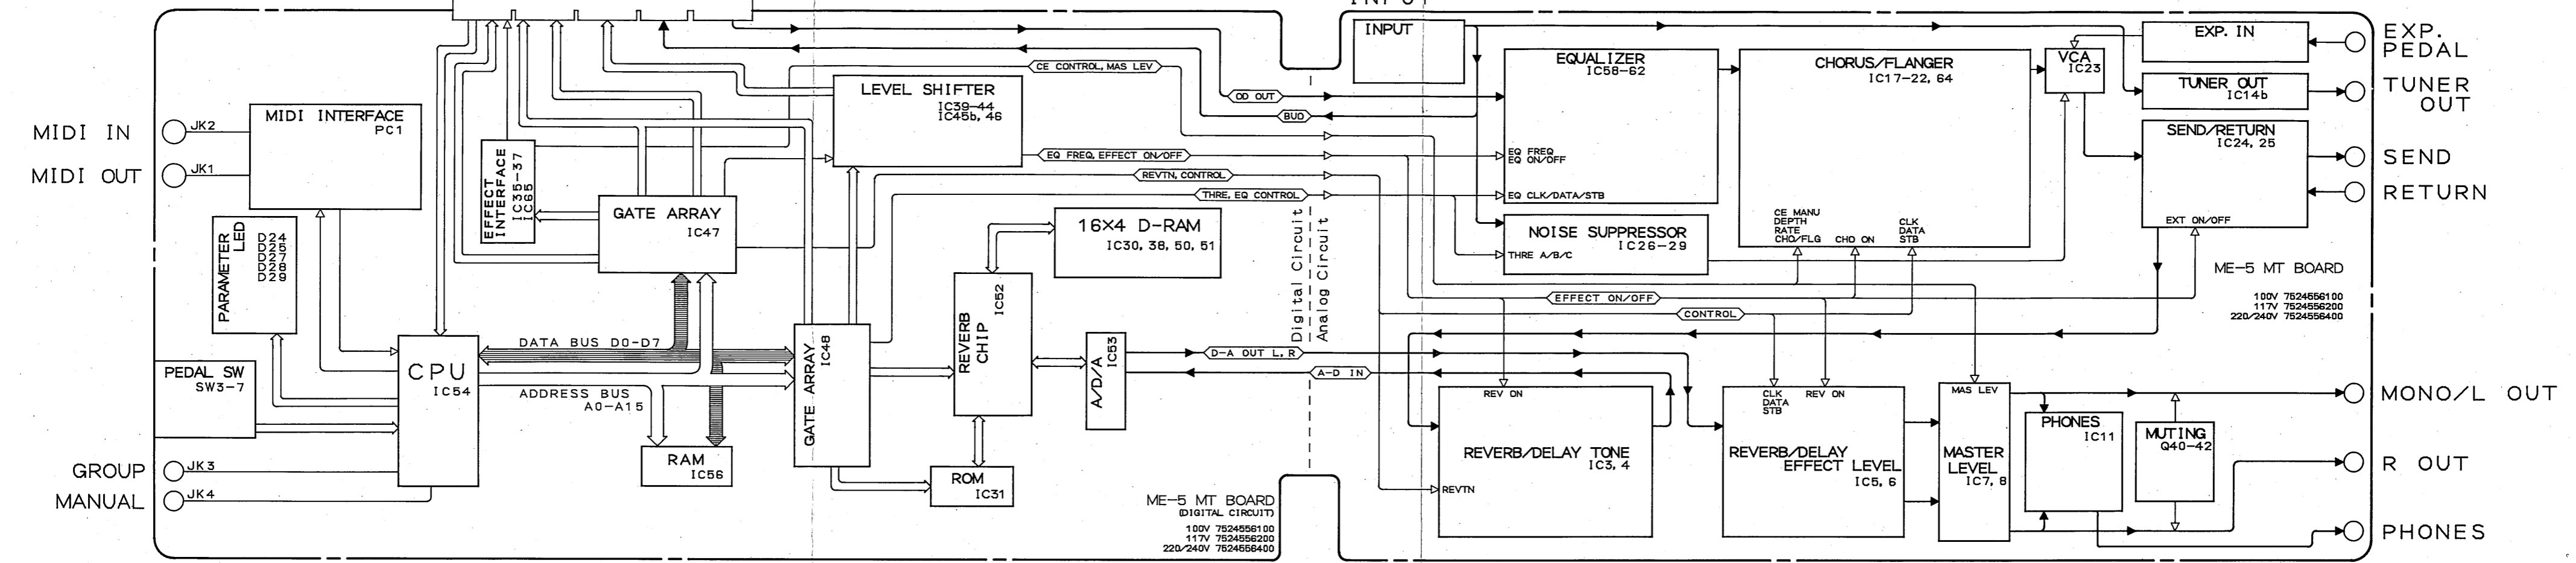 INPUT
MIDI IN
JK2
MIDI OUT
JK1
MIDI INTERFACE
PC1
PARAMETER
LED
D24
D25
D27
D28
D29
PEDAL SW
SW3-7
GROUP
JK3
MANUAL
JK4
CPU
IC54
EFFECT
INTERFACE
IC35-37
IC65
GATE ARRAY
IC47
DATA BUS D0-D7
ADDRESS BUS
A0-A15
RAM
IC56
GATE ARRAY
IC48
LEVEL SHIFTER
IC39-44
IC45b, 46
CE CONTROL, MAS LEV
OD OUT
BUO
EQ FREQ, EFFECT ON/OFF
REVTN, CONTROL
THRE, EQ CONTROL
16X4 D-RAM
IC30, 38, 50, 51
REVERB
CHIP
IC52
ROM
IC31
A/D/A
IC53
D-A OUT L, R
A-D IN
Digital Circuit
Analog Circuit
ME-5 MT BOARD
(DIGITAL CIRCUIT)
100V 7524556100
117V 7524556200
220/240V 7524556400
INPUT
EQUALIZER
IC58-62
EQ FREQ
EQ ON/OFF
EQ CLK/DATA/STB
NOISE SUPPRESSOR
IC26-29
THRE A/B/C
CHORUS/FLANGER
IC17-22, 64
CE MANU
DEPTH
RATE
CHO/FLG
CHO ON
CLK
DATA
STB
VCA
IC23
EXP. IN
EXP.
PEDAL
TUNER OUT
IC14b
TUNER
OUT
SEND/RETURN
IC24, 25
EXT ON/OFF
SEND
RETURN
ME-5 MT BOARD
100V 7524556100
117V 7524556200
220/240V 7524556400
EFFECT ON/OFF
CONTROL
REV ON
REVERB/DELAY TONE
IC3, 4
REVTN
CLK
DATA
STB
REV ON
REVERB/DELAY
EFFECT LEVEL
IC5, 6
MAS LEV
MASTER
LEVEL
IC7, 8
PHONES
IC11
MUTING
Q40-42
MONO/L OUT
R OUT
PHONES